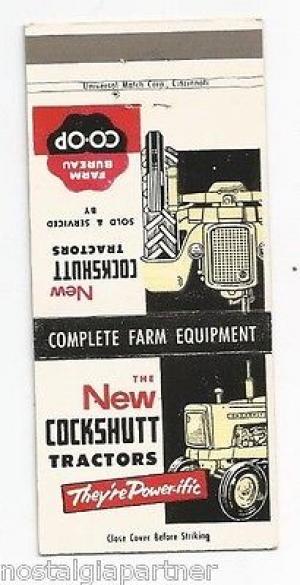 Universal Match Corp., Cincinnati
FARM
BUREAU
CO-OP
New
COCKSHUTT
TRACTORS
SOLD & SERVICED
BY
COMPLETE FARM EQUIPMENT
THE
New
COCKSHUTT
TRACTORS
They're Power-ific
Close Cover Before Striking
nostalgiapartner